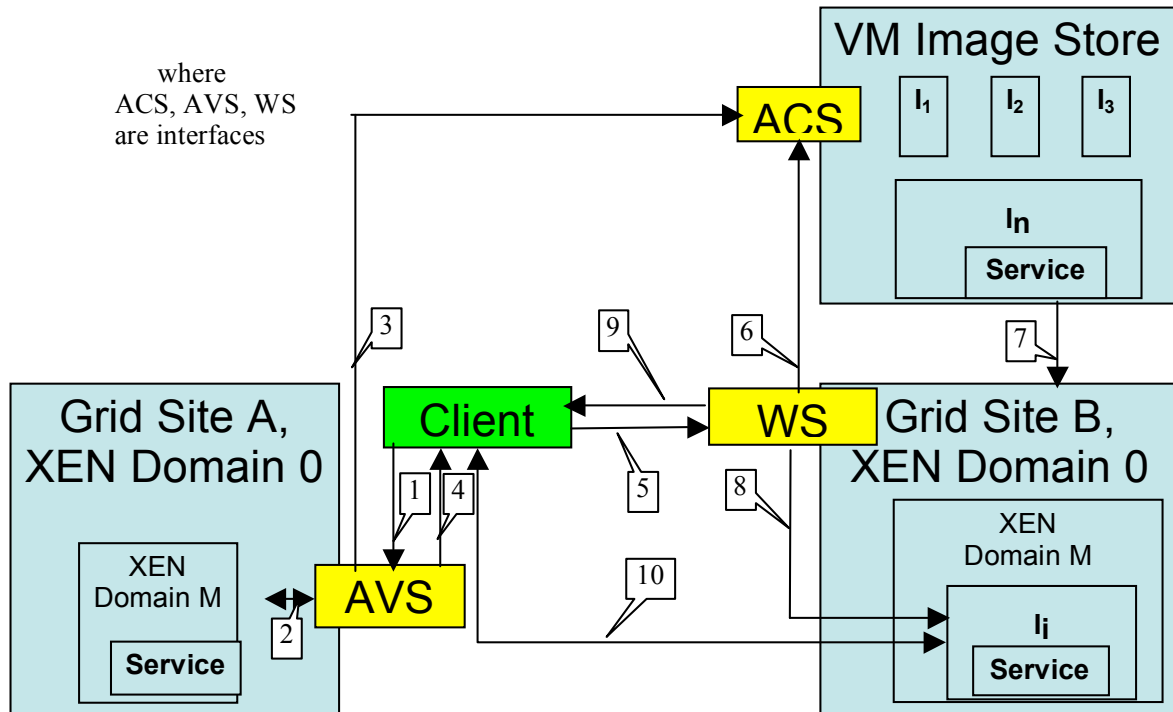 where
ACS, AVS, WS
are interfaces
VM Image Store
ACS
I1
I2
I3
In
Service
3
9
6
7
Grid Site A,
XEN Domain 0
Client
WS
Grid Site B,
XEN Domain 0
1
4
5
8
XEN
Domain M
AVS
2
Service
10
XEN
Domain M
Ii
Service